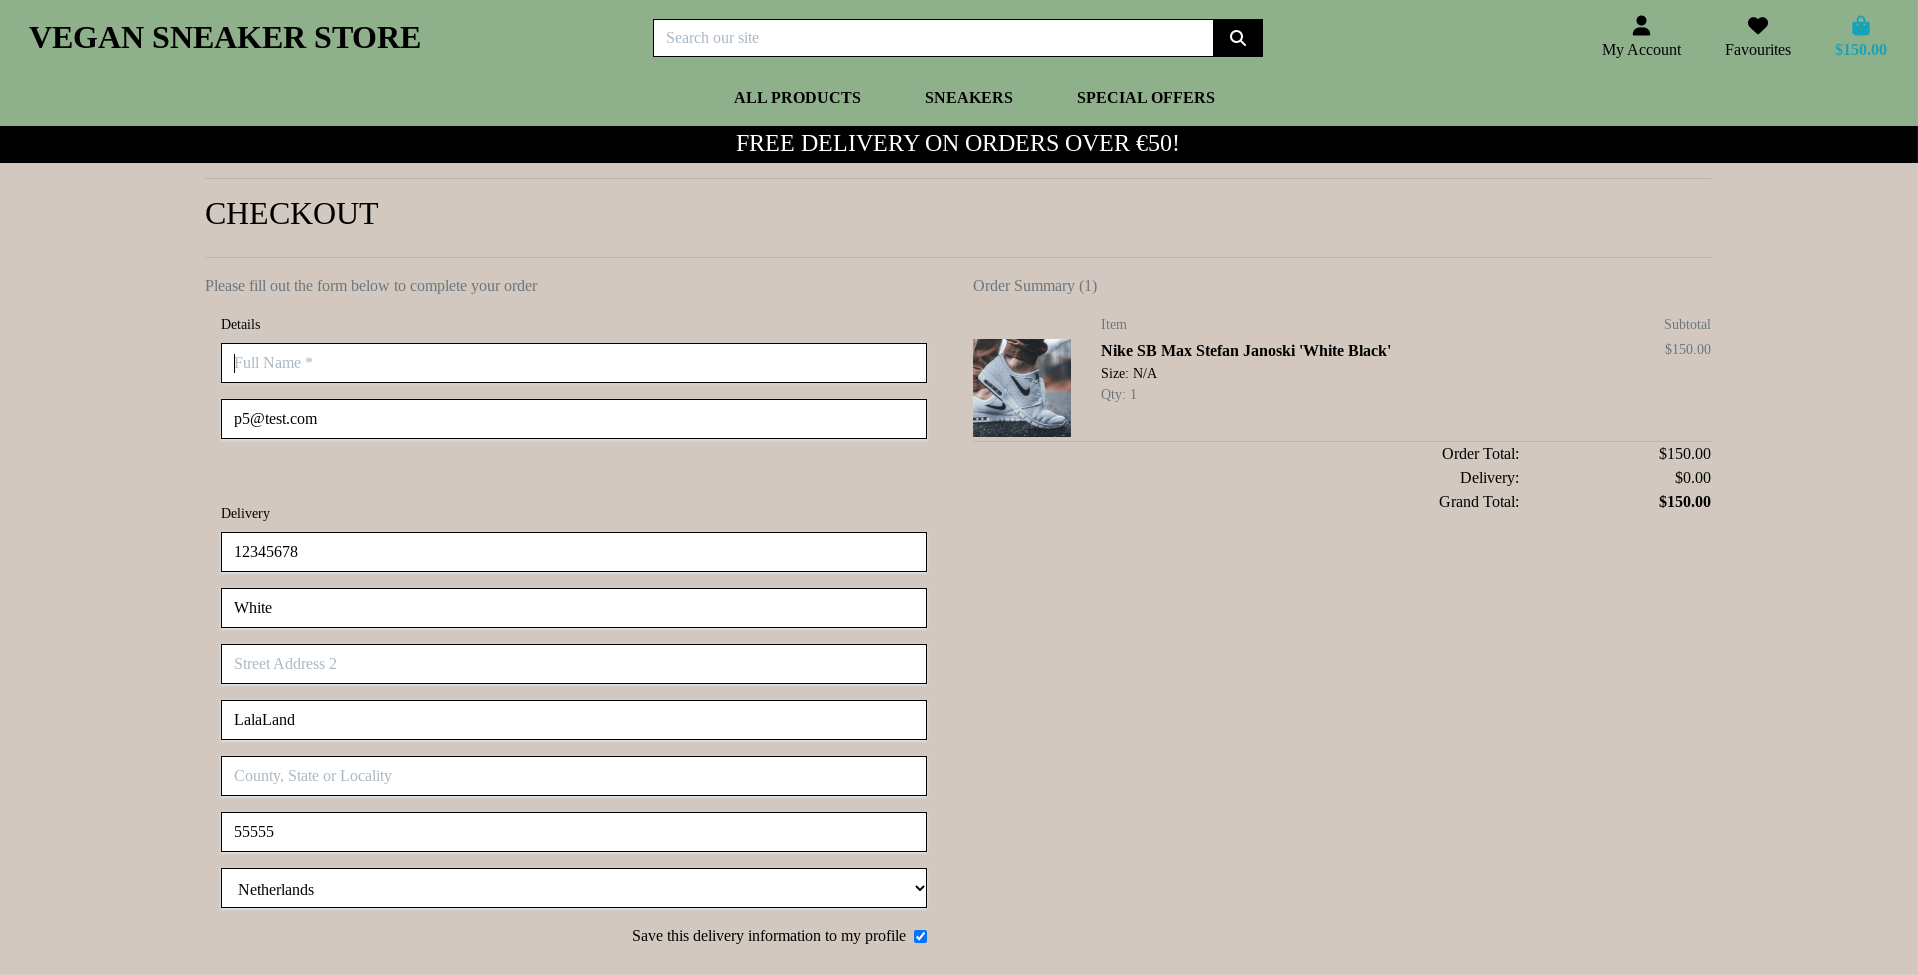 VEGAN SNEAKER STORE
Search our site
My Account
Favourites
$150.00
ALL PRODUCTS
SNEAKERS
SPECIAL OFFERS
FREE DELIVERY ON ORDERS OVER €50!
CHECKOUT
Please fill out the form below to complete your order
Details
Full Name *
p5@test.com
Delivery
12345678
White
Street Address 2
LalaLand
County, State or Locality
55555
Netherlands
Save this delivery information to my profile
Order Summary (1)
Item
Subtotal
Nike SB Max Stefan Janoski 'White Black'
$150.00
Size: N/A
Qty: 1
Order Total: $150.00
Delivery: $0.00
Grand Total: $150.00